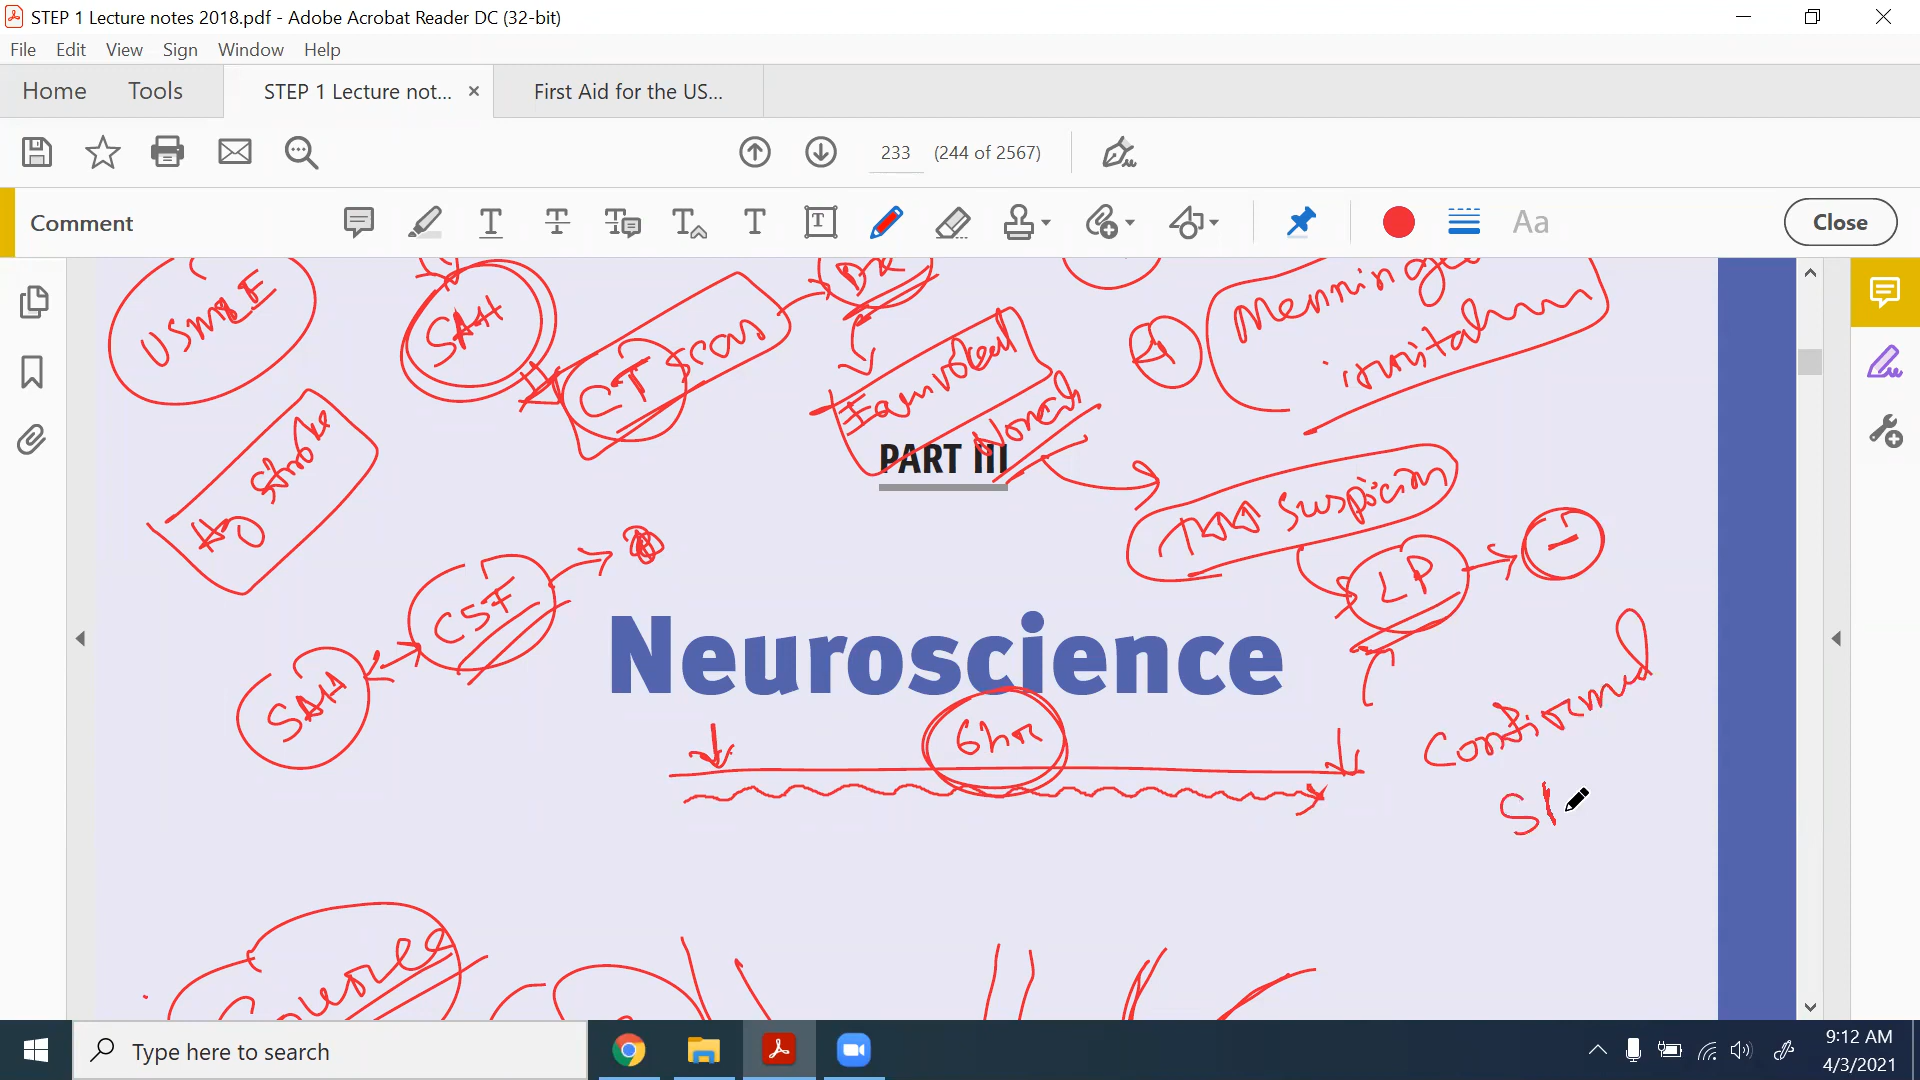 STEP 1 Lecture notes 2018.pdf - Adobe Acrobat Reader DC (32-bit)
File Edit View Sign Window Help
Home Tools STEP 1 Lecture not... × First Aid for the US...
233 (244 of 2567)
Comment Aa Close
USMLE
SAH
CT scan
Normal
PART III
Stroke
Suspicion
LP
CSF
SAH
Neuroscience
6hr
Confirmed
Type here to search
9:12 AM
4/3/2021